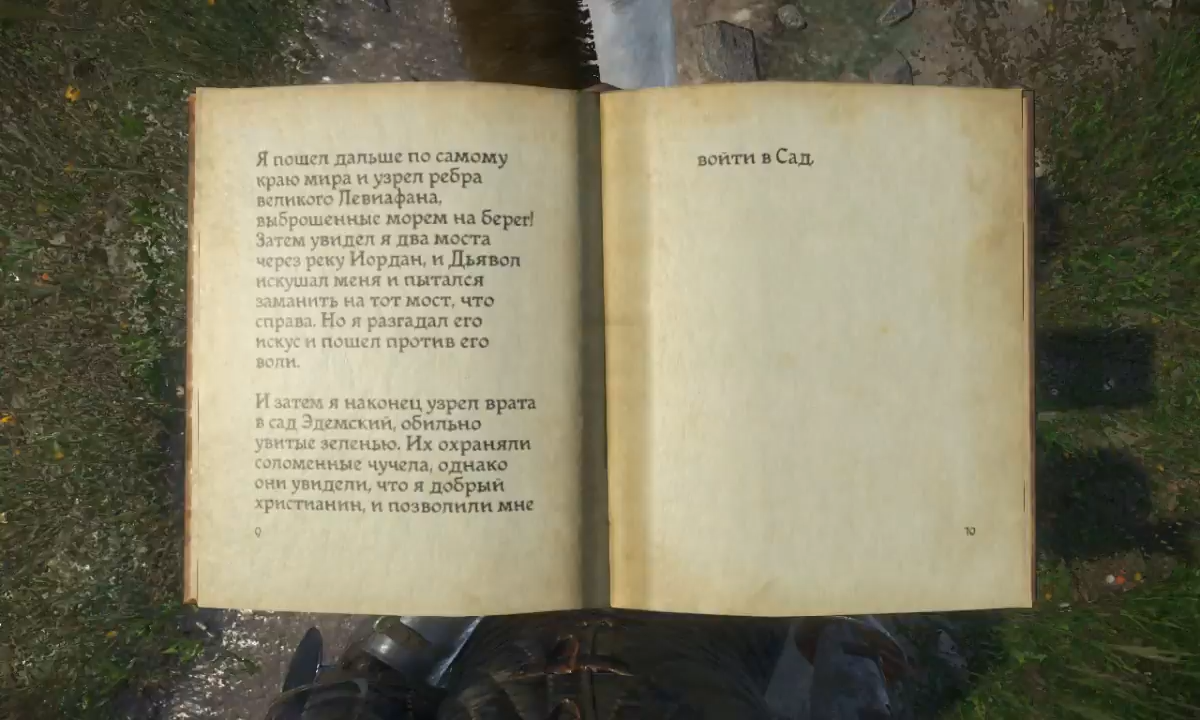 Я пошел дальше по самому
краю мира и узрел ребра
великого Левиафана,
выброшенные морем на берег!
Затем увидел я два моста
через реку Иордан, и Дьявол
искушал меня и пытался
заманить на тот мост, что
справа. Но я разгадал его
искус и пошел против его
воли.
И затем я наконец узрел врата
в сад Эдемский, обильно
увитые зеленью. Их охраняли
соломенные чучела, однако
они увидели, что я добрый
христианин, и позволили мне
9
войти в Сад.
10